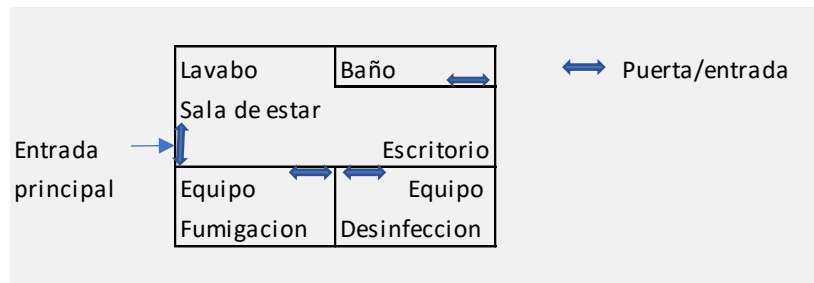 Lavabo
Baño
Puerta/entrada
Sala de estar
Entrada
principal
Escritorio
Equipo
Fumigacion
Equipo
Desinfeccion